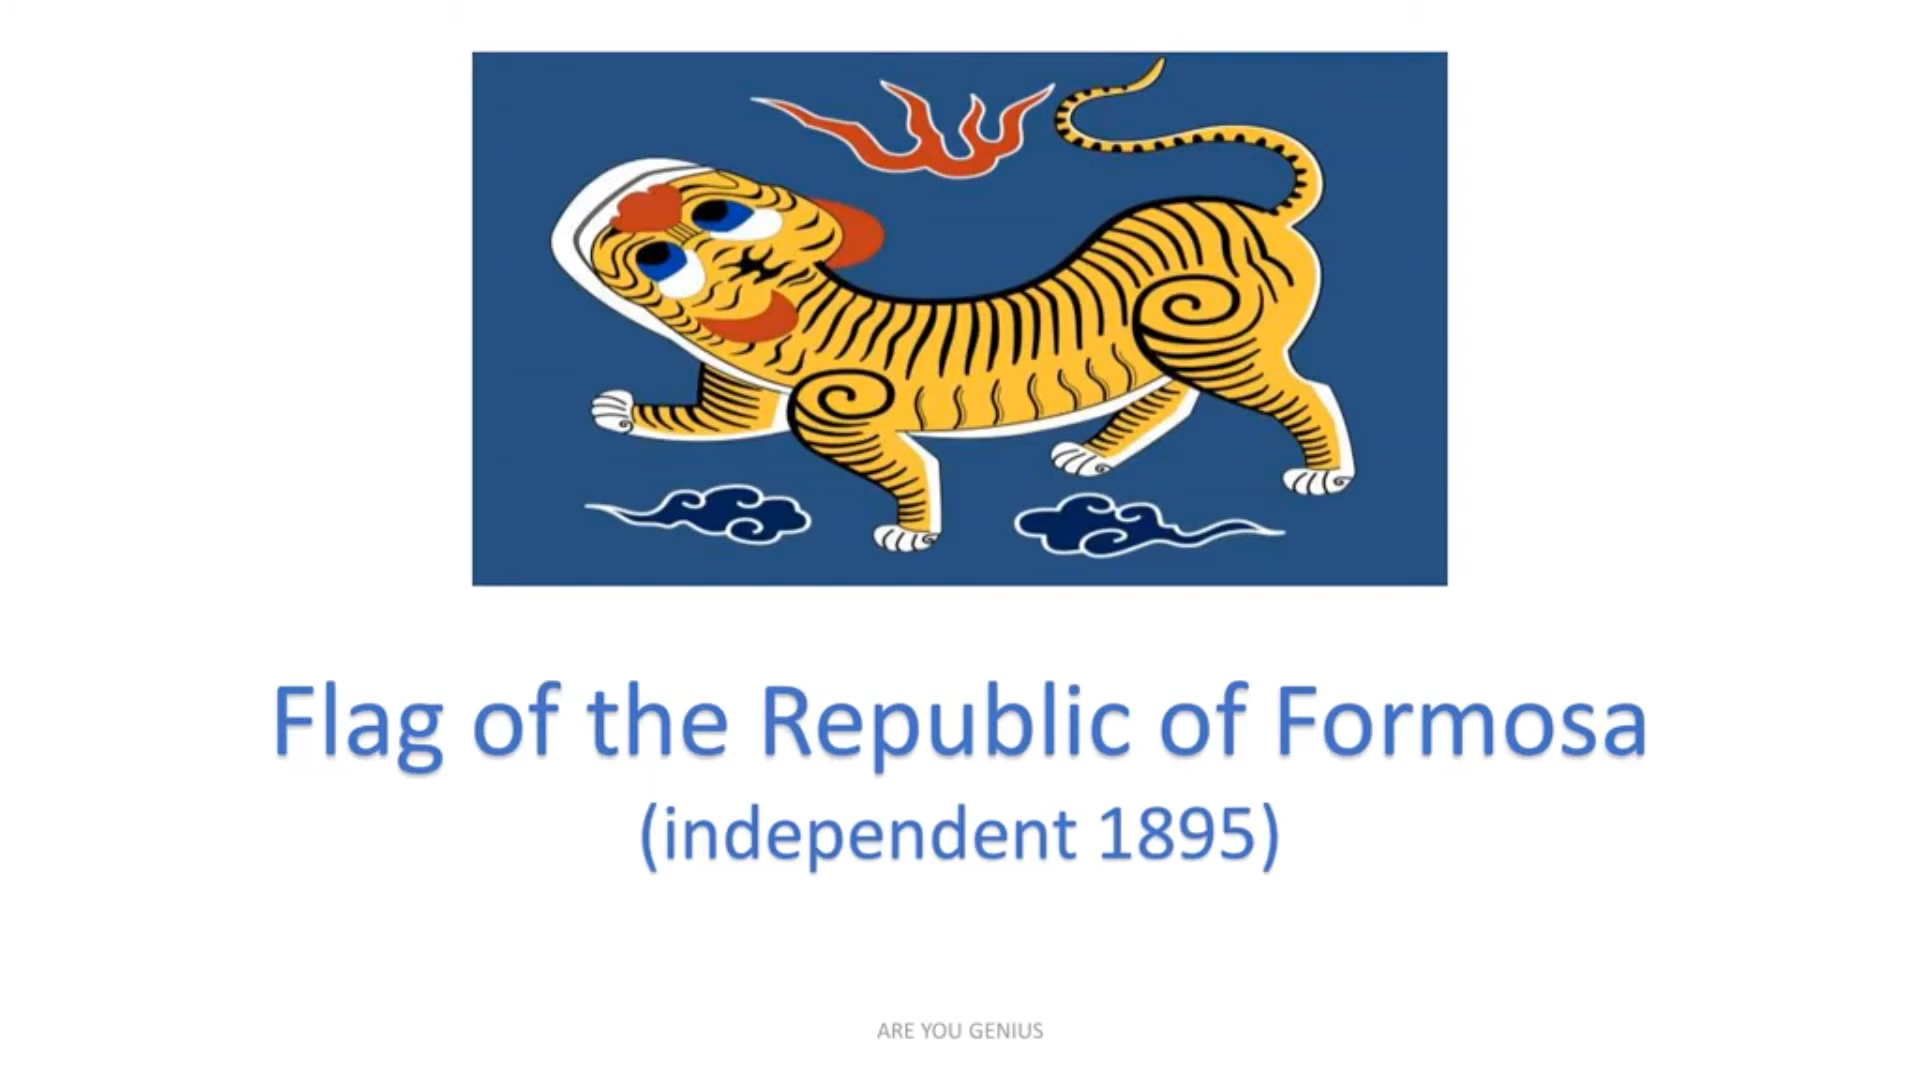 Flag of the Republic of Formosa
(independent 1895)
ARE YOU GENIUS